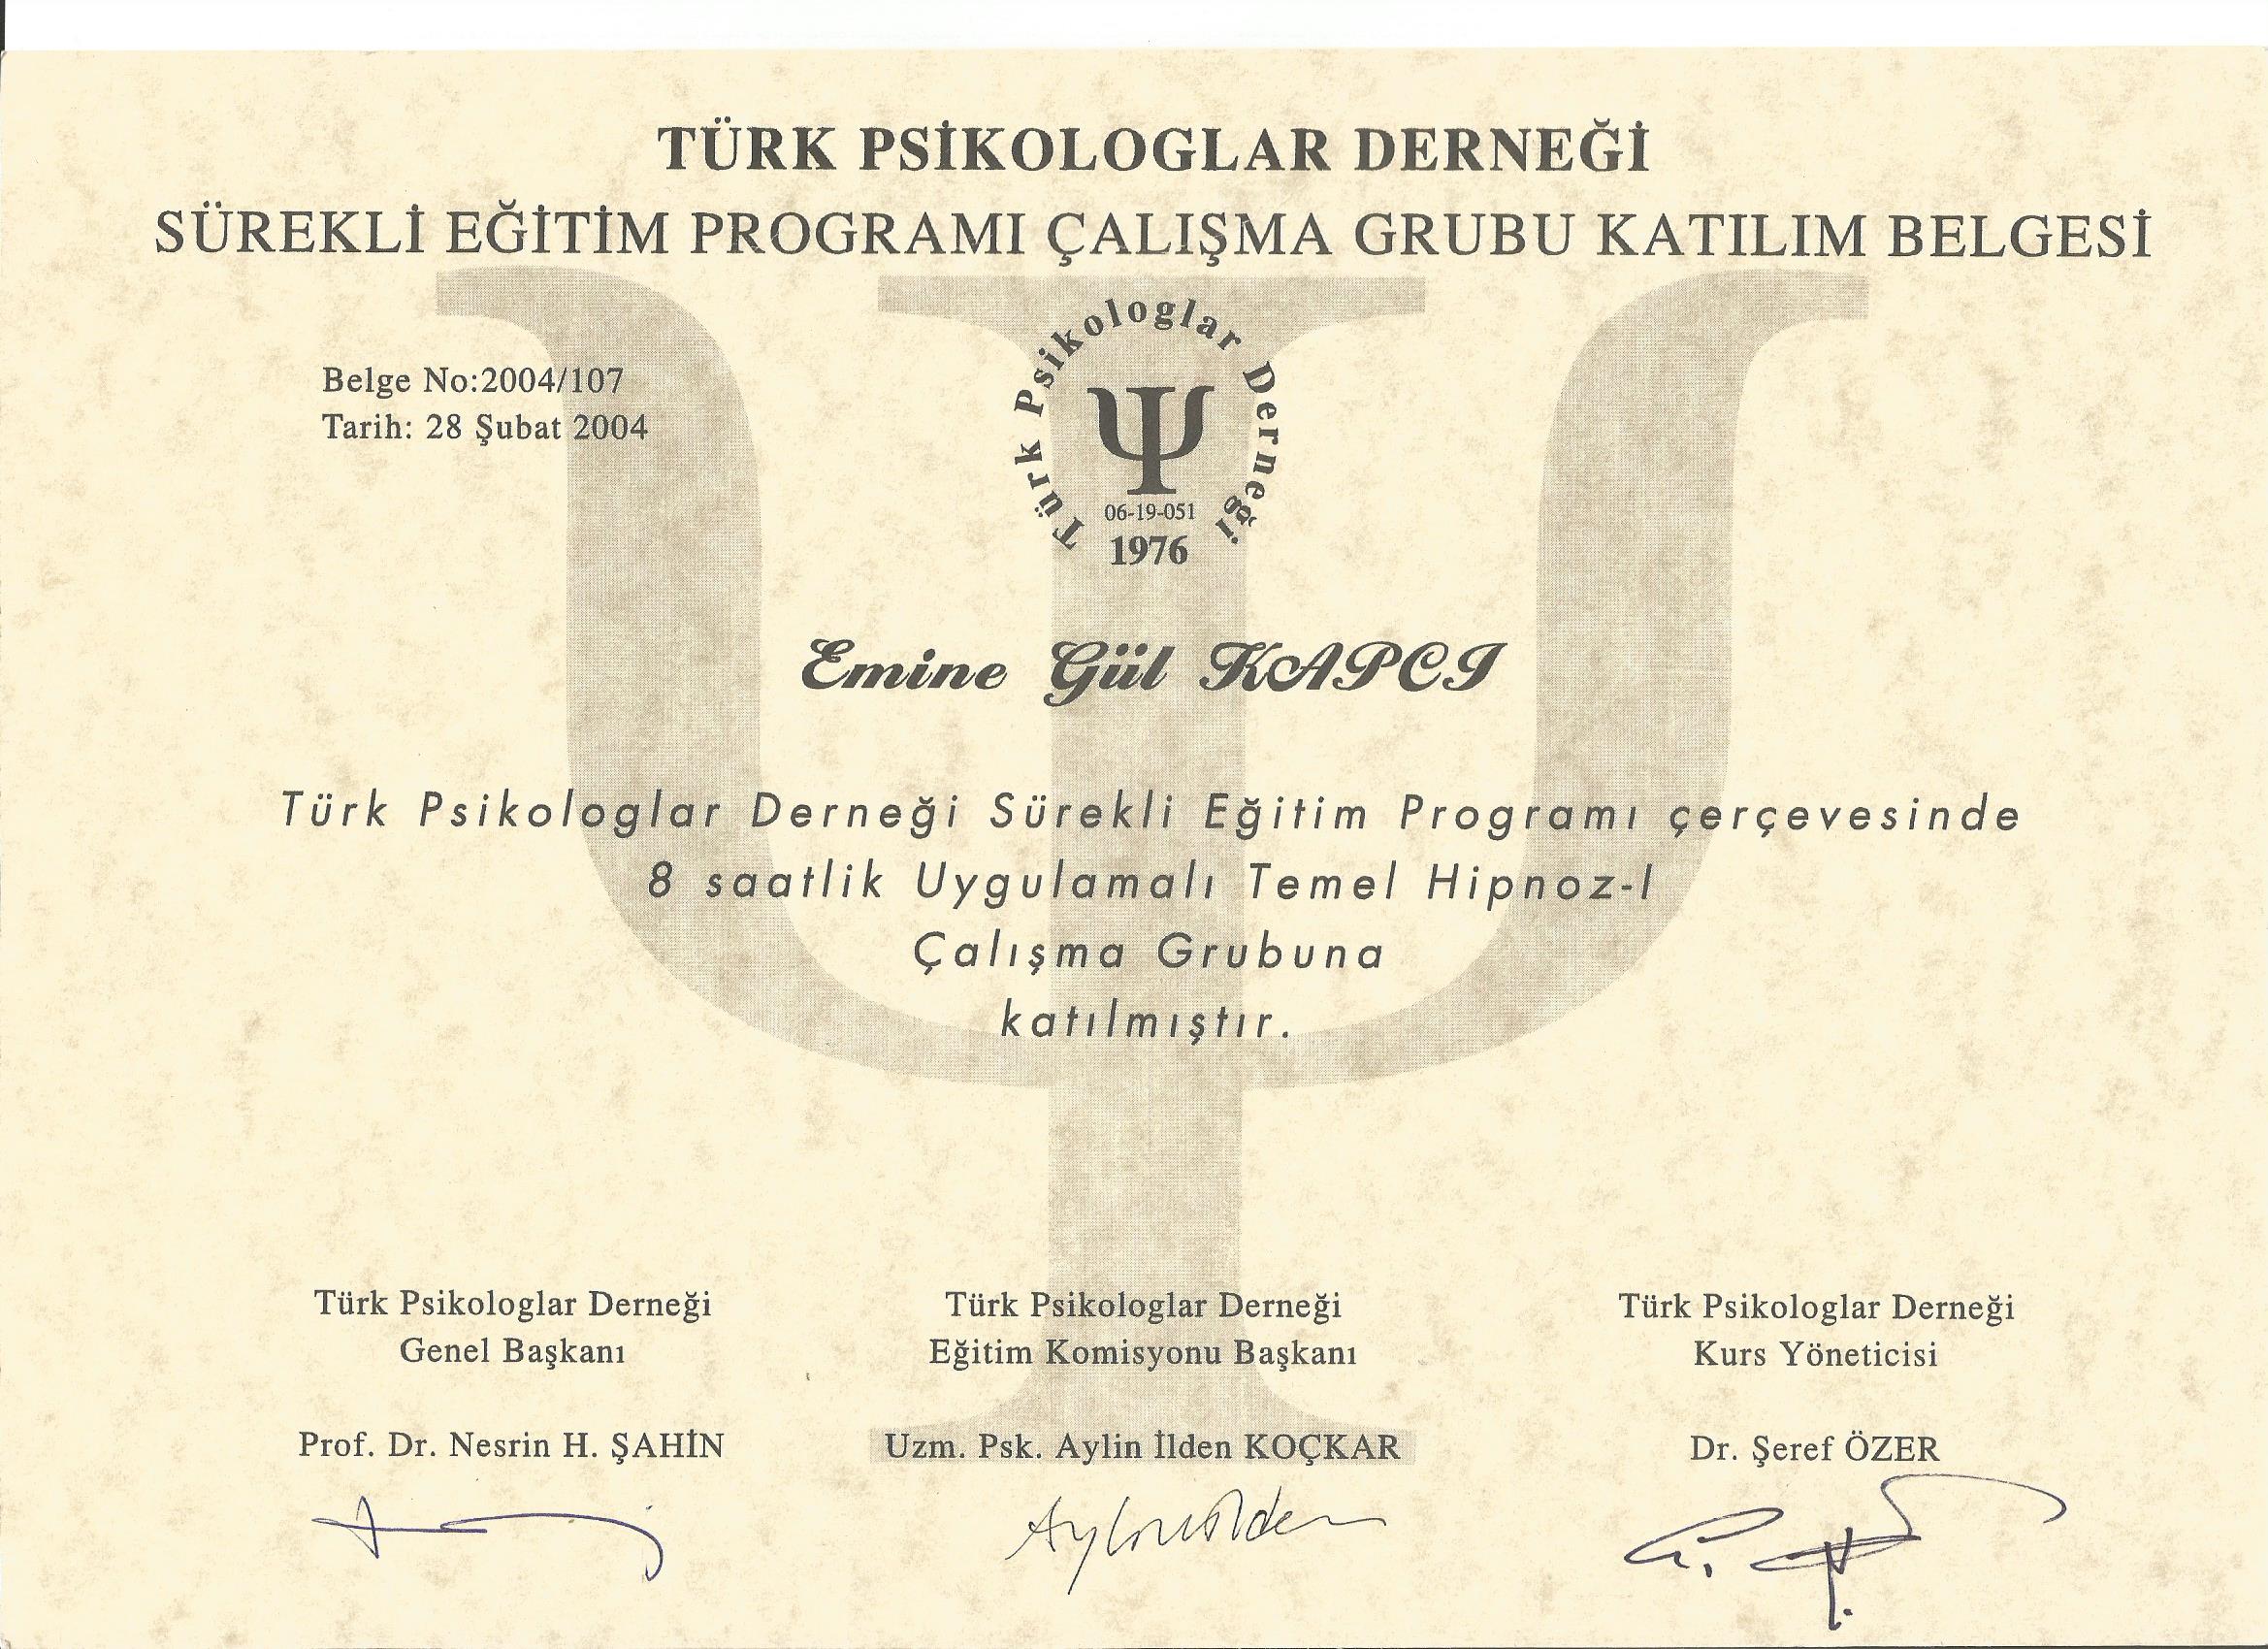 TÜRK PSİKOLOGLAR DERNEĞİ
SÜREKLİ EĞİTİM PROGRAMI ÇALIŞMA GRUBU KATILIM BELGESİ
Belge No:2004/107
Tarih: 28 Şubat 2004
Türk Psikologlar Derneği
Ψ
06-19-051
1976
Emine Gül KAPCI
Türk Psikologlar Derneği Sürekli Eğitim Programı çerçevesinde
8 saatlik Uygulamalı Temel Hipnoz-I
Çalışma Grubuna
katılmıştır.
Türk Psikologlar Derneği
Genel Başkanı
Prof. Dr. Nesrin H. ŞAHİN
Türk Psikologlar Derneği
Eğitim Komisyonu Başkanı
Uzm. Psk. Aylin İlden KOÇKAR
Türk Psikologlar Derneği
Kurs Yöneticisi
Dr. Şeref ÖZER